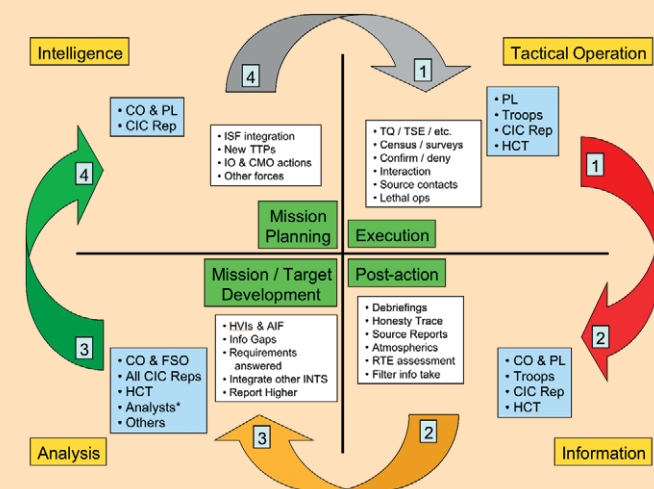 Intelligence
4
1
Tactical Operation
• CO & PL
• CIC Rep
• ISF integration
• New TTPs
• IO & CMO actions
• Other forces
• TQ / TSE / etc.
• Census / surveys
• Confirm / deny
• Interaction
• Source contacts
• Lethal ops
• PL
• Troops
• CIC Rep
• HCT
4
1
Mission
Planning
Execution
Mission / Target
Development
Post-action
• HVIs & AIF
• Info Gaps
• Requirements
answered
• Integrate other INTS
• Report Higher
• Debriefings
• Honesty Trace
• Source Reports
• Atmospherics
• RTE assessment
• Filter info take
3
2
• CO & FSO
• All CIC Reps
• HCT
• Analysts*
• Others
• CO & PL
• Troops
• CIC Rep
• HCT
3
2
Analysis
Information